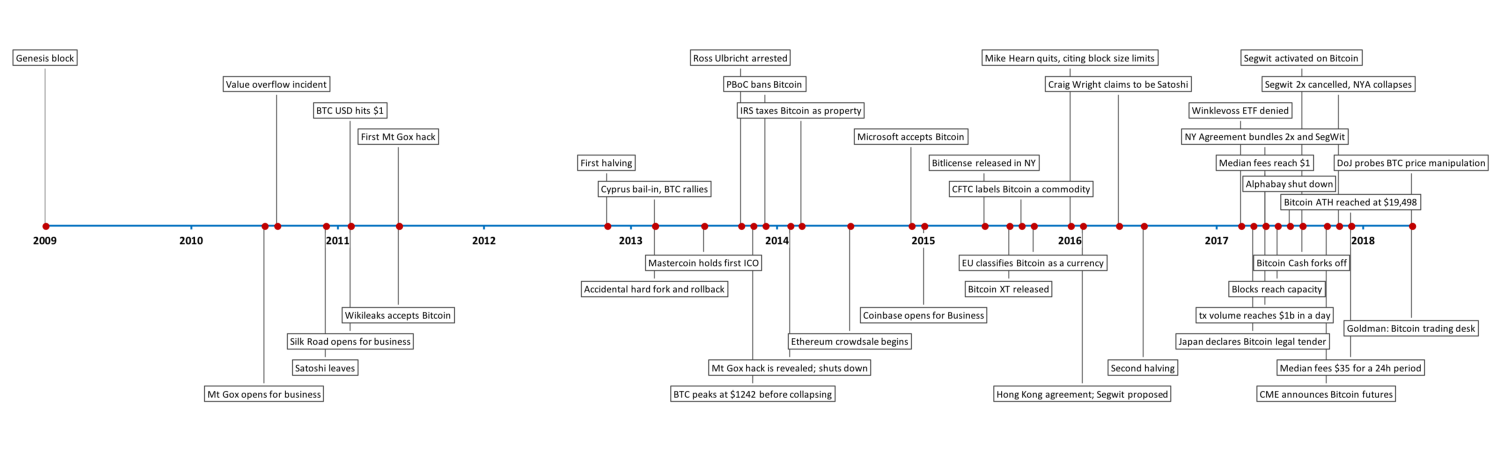 Genesis block
Ross Ulbricht arrested
Mike Hearn quits, citing block size limits
Segwit activated on Bitcoin
Value overflow incident
PBoC bans Bitcoin
Craig Wright claims to be Satoshi
Segwit 2x cancelled, NYA collapses
BTC USD hits $1
IRS taxes Bitcoin as property
Winklevoss ETF denied
First Mt Gox hack
Microsoft accepts Bitcoin
NY Agreement bundles 2x and SegWit
First halving
Bitlicense released in NY
Median fees reach $1
DoJ probes BTC price manipulation
Cyprus bail-in, BTC rallies
CFTC labels Bitcoin a commodity
Alphabay shut down
Bitcoin ATH reached at $19,498
2009
2010
2011
2012
2013
2014
2015
2016
2017
2018
Mastercoin holds first ICO
EU classifies Bitcoin as a currency
Bitcoin Cash forks off
Accidental hard fork and rollback
Bitcoin XT released
Blocks reach capacity
Wikileaks accepts Bitcoin
Coinbase opens for Business
tx volume reaches $1b in a day
Goldman: Bitcoin trading desk
Silk Road opens for business
Ethereum crowdsale begins
Japan declares Bitcoin legal tender
Satoshi leaves
Mt Gox hack is revealed; shuts down
Second halving
Median fees $35 for a 24h period
Mt Gox opens for business
BTC peaks at $1242 before collapsing
Hong Kong agreement; Segwit proposed
CME announces Bitcoin futures